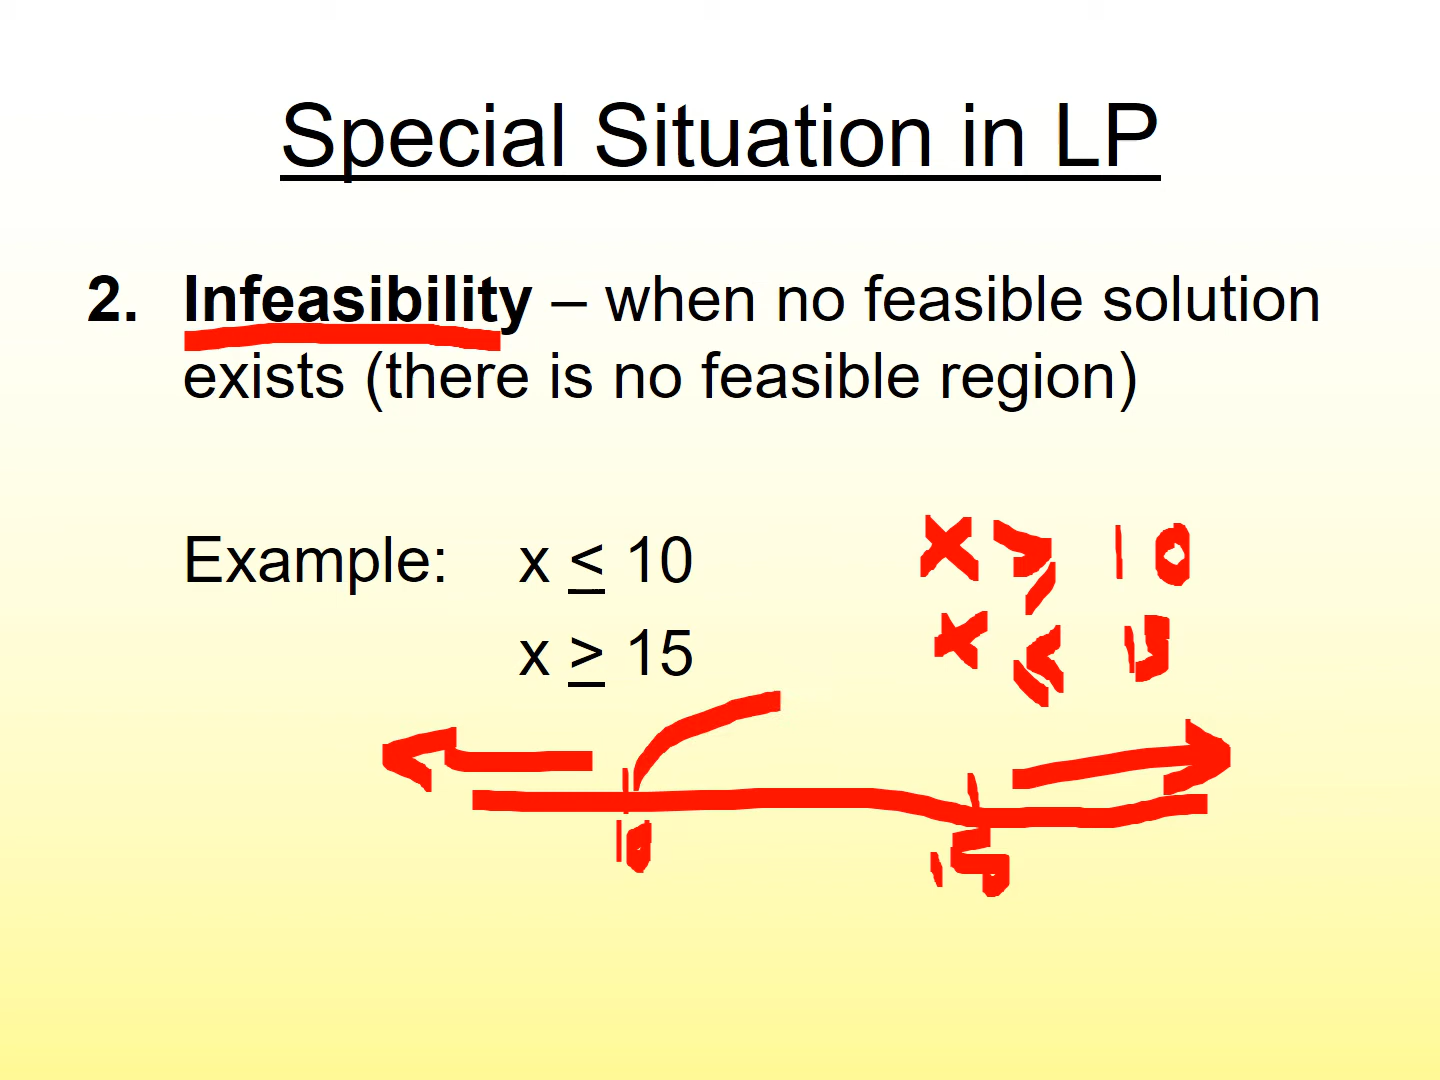 Special Situation in LP
2. Infeasibility – when no feasible solution
exists (there is no feasible region)
Example: x ≤ 10
x ≥ 15
x ≥ 10
x ≤ 15
10 15